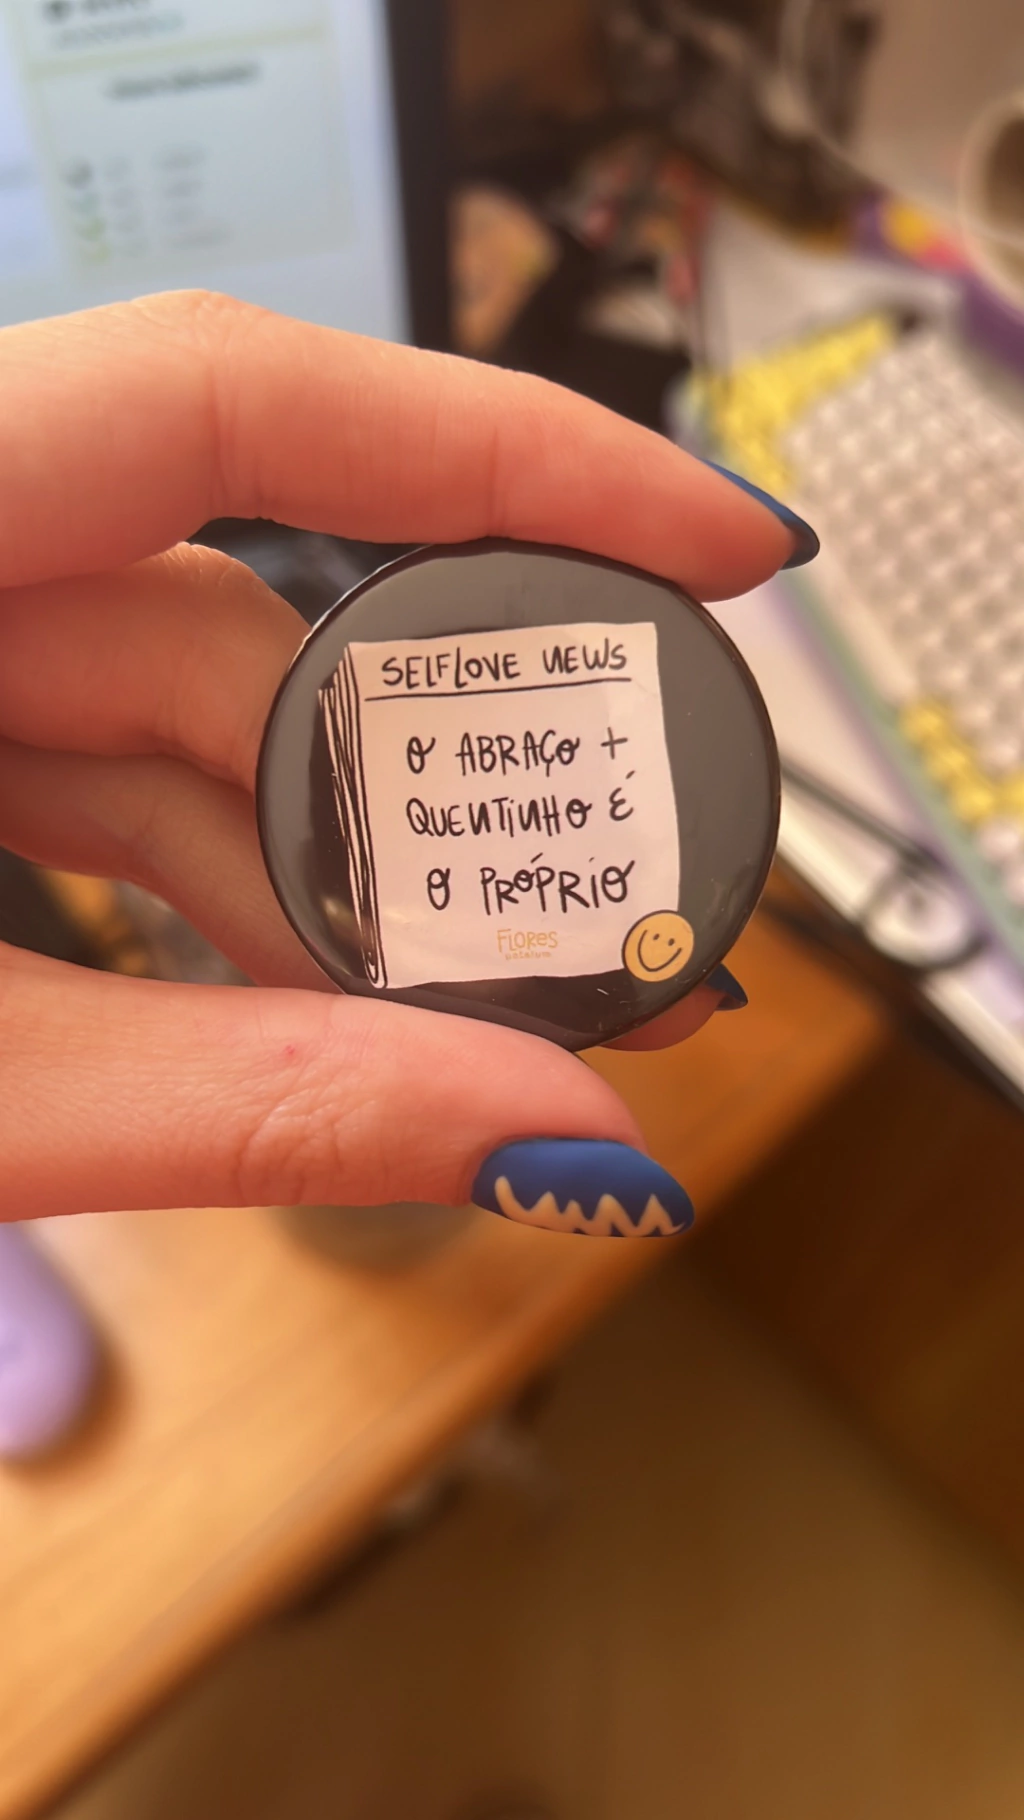 SELFLOVE NEWS
O ABRAÇO +
QUENTINHO É
O PRÓPRIO
FLORES